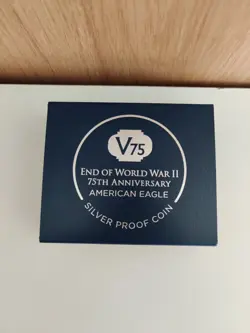 V75
END OF WORLD WAR II
75TH ANNIVERSARY
AMERICAN EAGLE
SILVER PROOF COIN